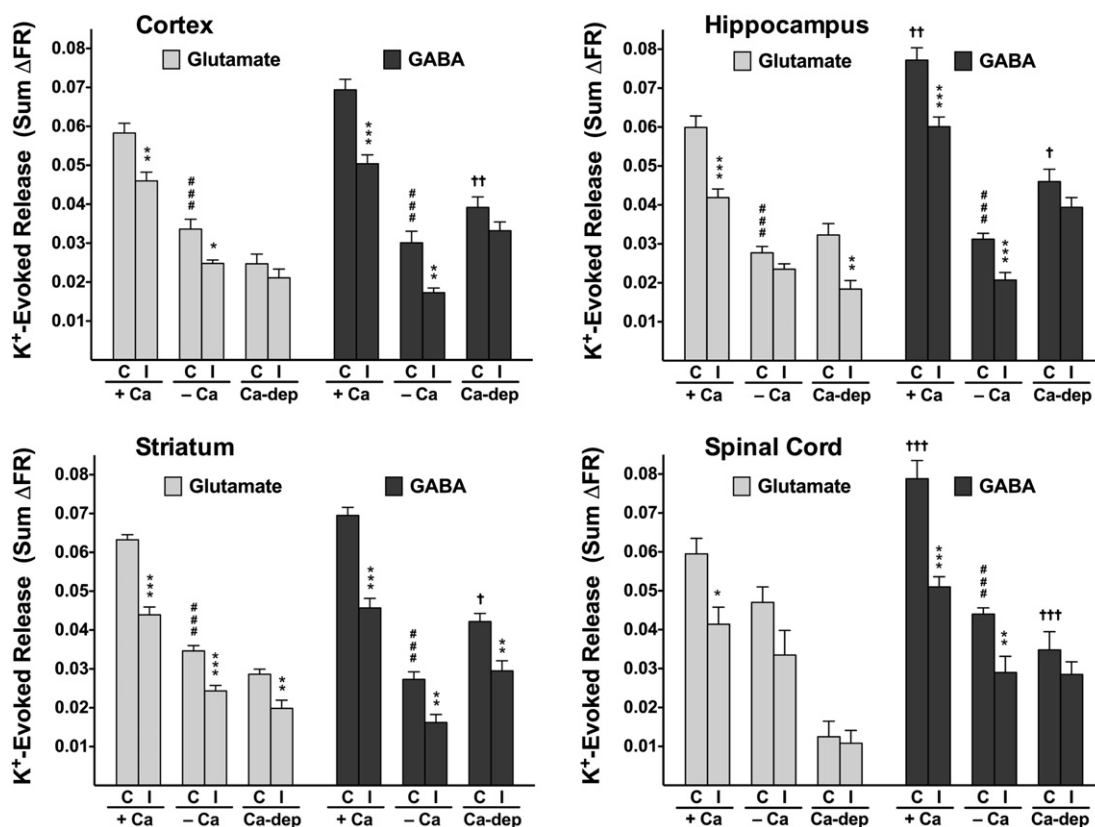 Cortex
Glutamate GABA
K⁺-Evoked Release (Sum ΔFR)
0.08
0.07
0.06
0.05
0.04
0.03
0.02
0.01
** ### * *** ### ** ††
C I C I C I C I C I C I
+ Ca – Ca Ca-dep + Ca – Ca Ca-dep
Hippocampus
Glutamate GABA
K⁺-Evoked Release (Sum ΔFR)
0.08
0.07
0.06
0.05
0.04
0.03
0.02
0.01
*** ### ** †† *** ### *** †
C I C I C I C I C I C I
+ Ca – Ca Ca-dep + Ca – Ca Ca-dep
Striatum
Glutamate GABA
K⁺-Evoked Release (Sum ΔFR)
0.08
0.07
0.06
0.05
0.04
0.03
0.02
0.01
*** ### *** ** *** ### ** † **
C I C I C I C I C I C I
+ Ca – Ca Ca-dep + Ca – Ca Ca-dep
Spinal Cord
Glutamate GABA
K⁺-Evoked Release (Sum ΔFR)
0.08
0.07
0.06
0.05
0.04
0.03
0.02
0.01
* ††† *** ### ** †††
C I C I C I C I C I C I
+ Ca – Ca Ca-dep + Ca – Ca Ca-dep